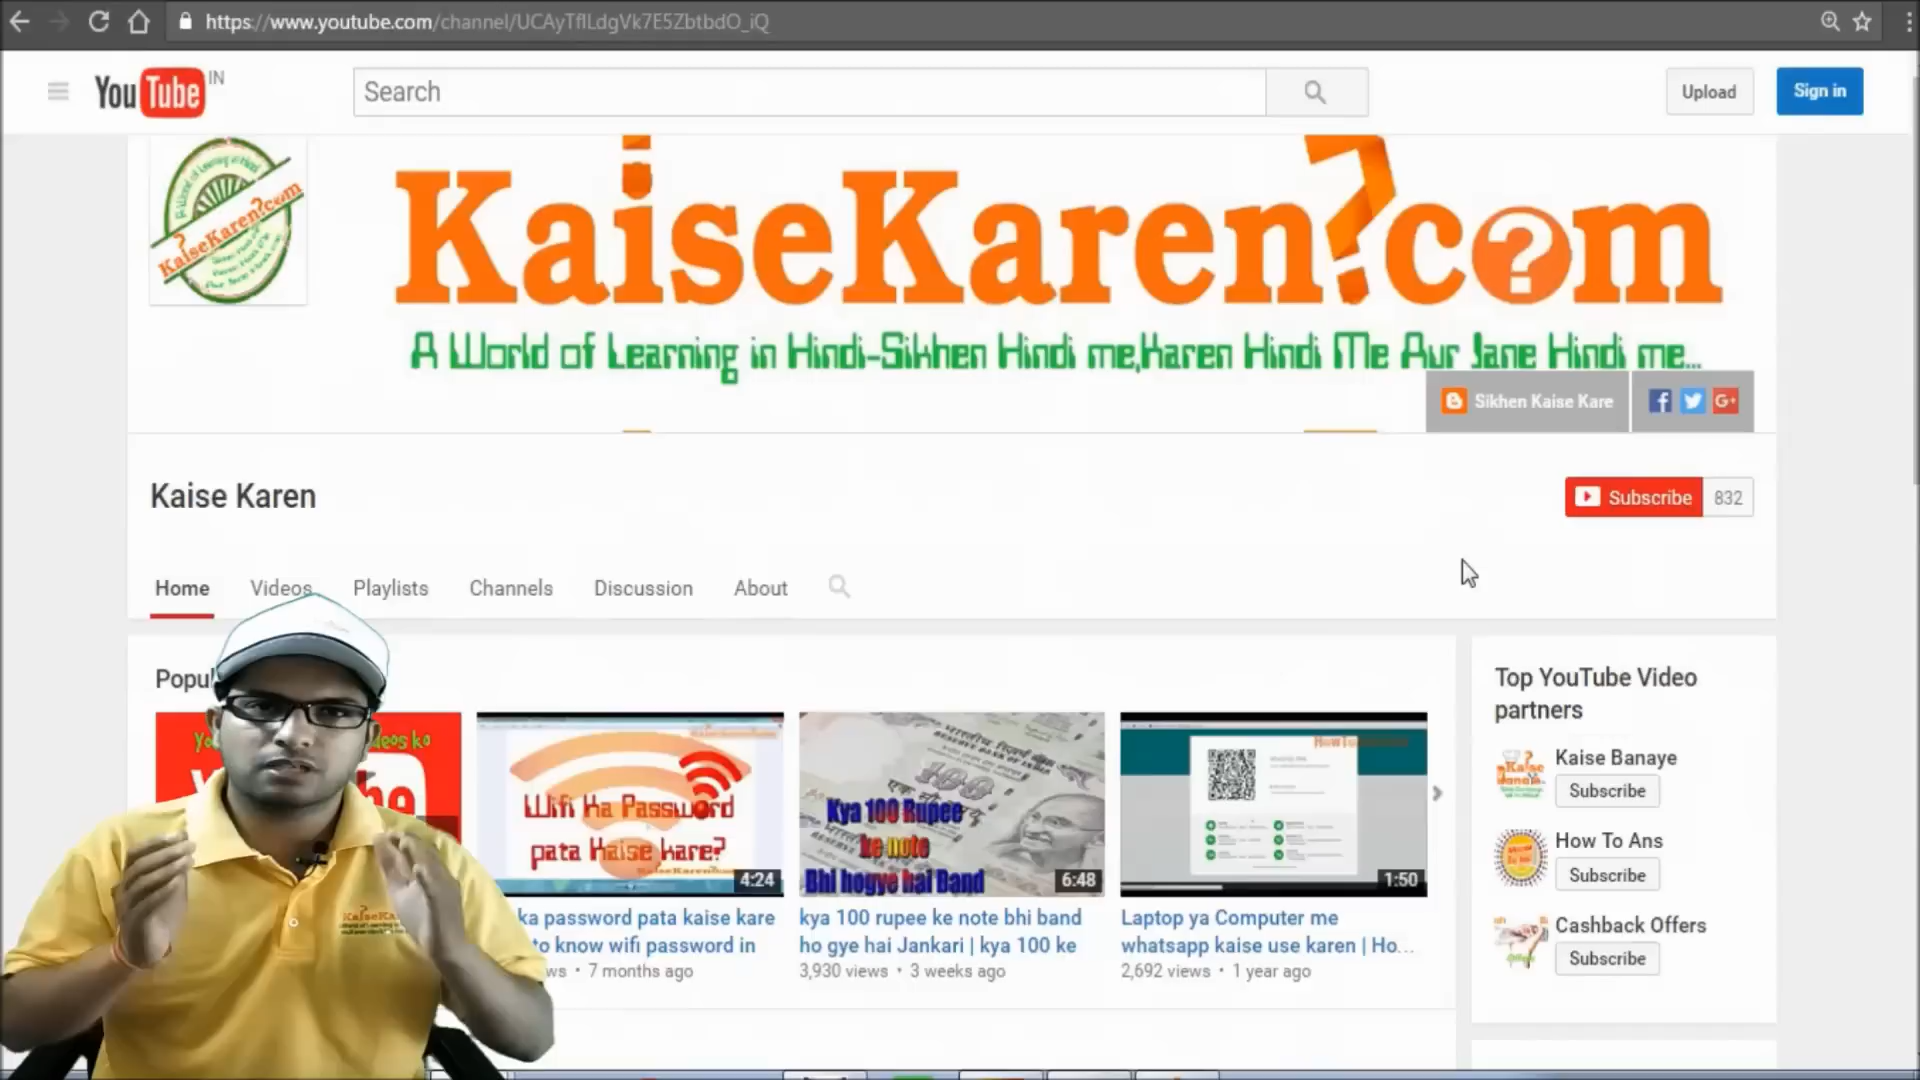 https://www.youtube.com/channel/UCAyTflLdgVk7E5ZbtbdO_iQ
YouTube IN
Search
Upload
Sign in
KaiseKaren?com
A World of Learning in Hindi-Sikhen Hindi me,Karen Hindi Me Aur Jane Hindi me...
KaiseKaren?com
Sikhen Kaise Kare
Kaise Karen
Subscribe 832
Home Videos Playlists Channels Discussion About
Popu
Top YouTube Video
partners
Kaise Banaye
Subscribe
How To Ans
Subscribe
Cashback Offers
Subscribe
Wifi Ka Password
pata Kaise kare?
4:24
Kya 100 Rupee
ke note
Bhi hogye hai Band
100
6:48
1:50
ka password pata kaise kare
to know wifi password in
ws • 7 months ago
kya 100 rupee ke note bhi band
ho gye hai Jankari | kya 100 ke
3,930 views • 3 weeks ago
Laptop ya Computer me
whatsapp kaise use karen | Ho...
2,692 views • 1 year ago